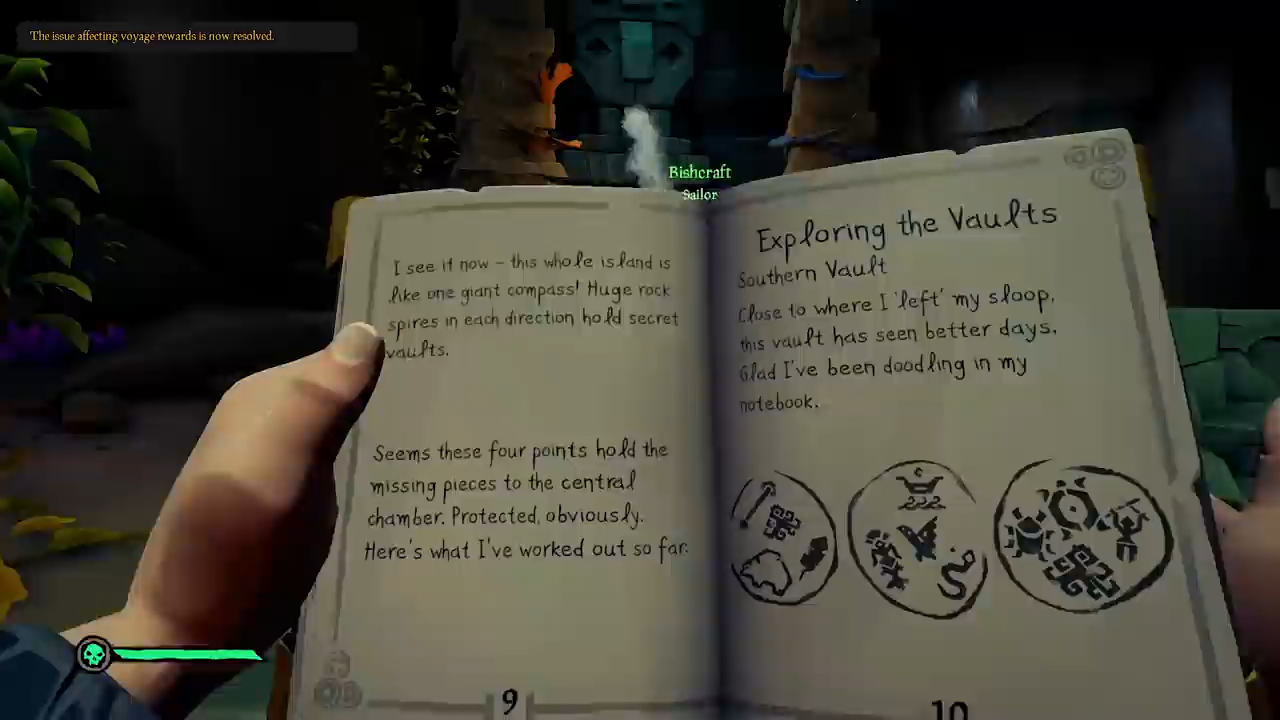 The issue affecting voyage rewards is now resolved.
Bishcraft
Sailor
I see it now - this whole island is
like one giant compass! Huge rock
spires in each direction hold secret
vaults.
Seems these four points hold the
missing pieces to the central
chamber. Protected, obviously.
Here's what I've worked out so far.
9
Exploring the Vaults
Southern Vault
Close to where I 'left' my sloop,
this vault has seen better days.
Glad I've been doodling in my
notebook.
10